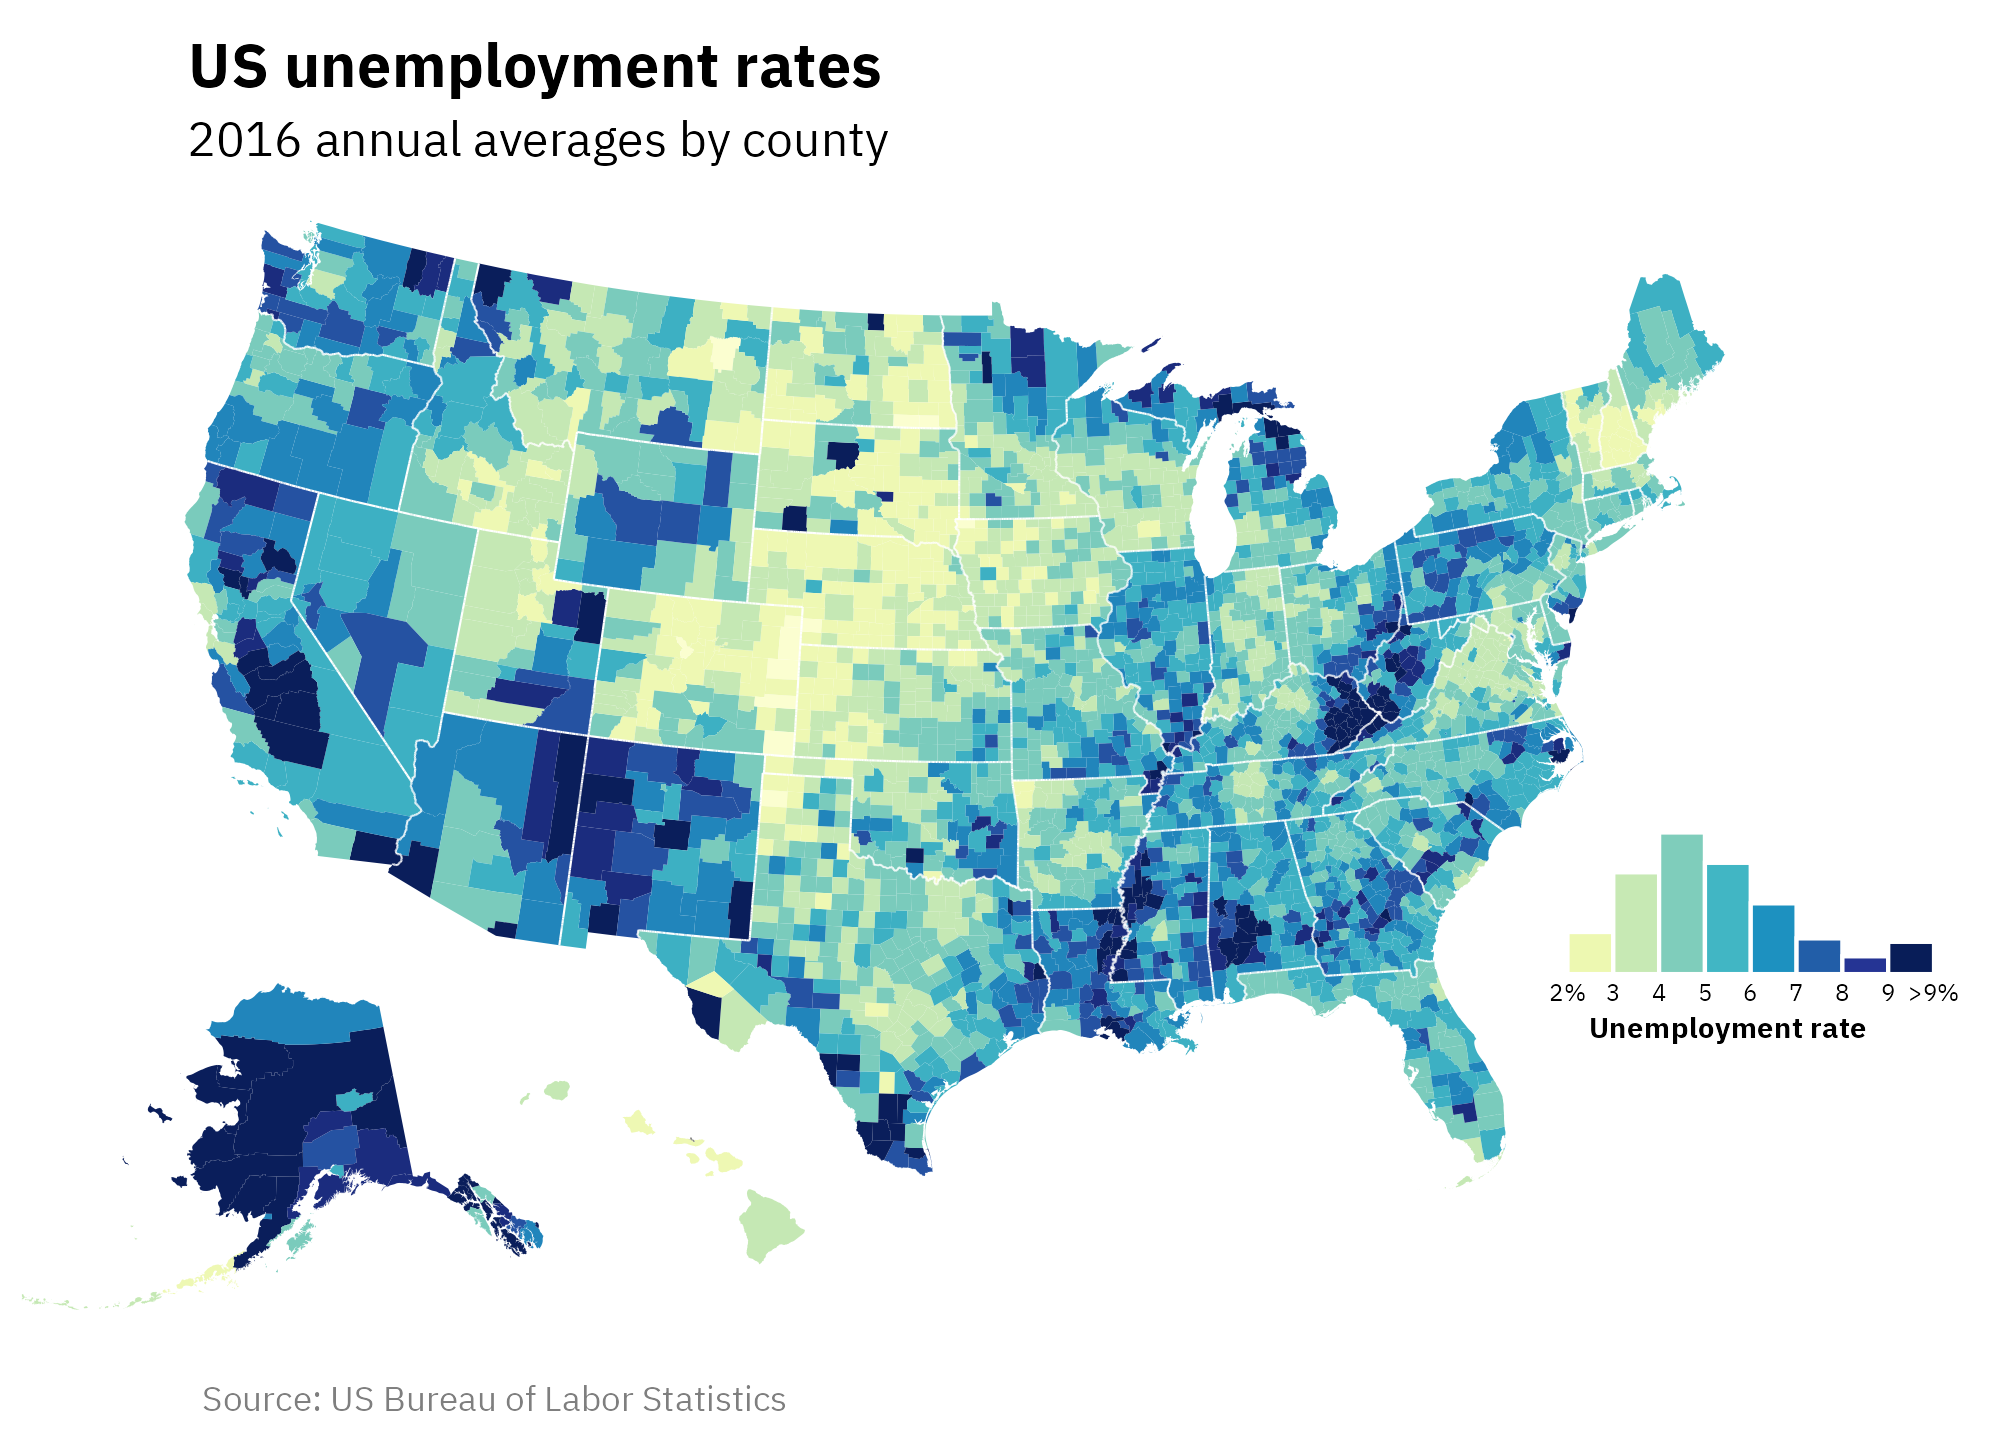 US unemployment rates
2016 annual averages by county
2% 3 4 5 6 7 8 9 >9%
Unemployment rate
Source: US Bureau of Labor Statistics